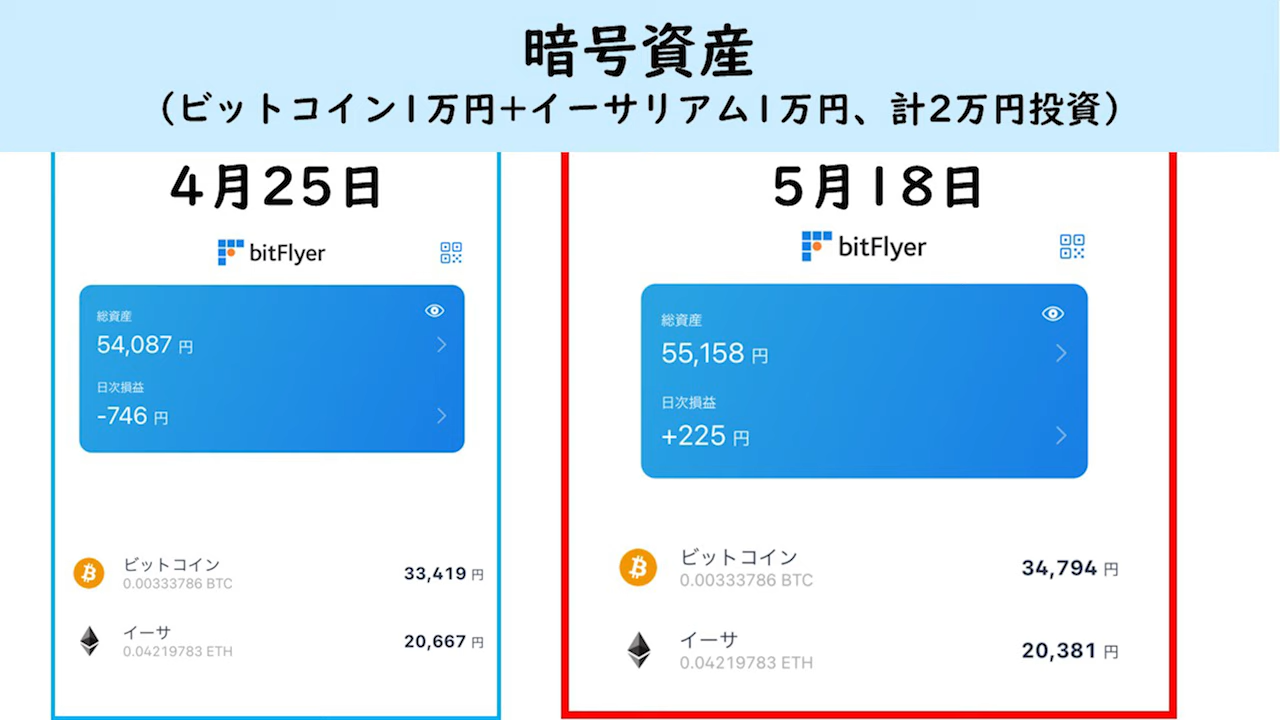 暗号資産
（ビットコイン1万円+イーサリアム1万円、計2万円投資）
4月25日
bitFlyer
総資産
54,087 円
日次損益
-746 円
ビットコイン
0.00333786 BTC
33,419 円
イーサ
0.04219783 ETH
20,667 円
5月18日
bitFlyer
総資産
55,158 円
日次損益
+225 円
ビットコイン
0.00333786 BTC
34,794 円
イーサ
0.04219783 ETH
20,381 円